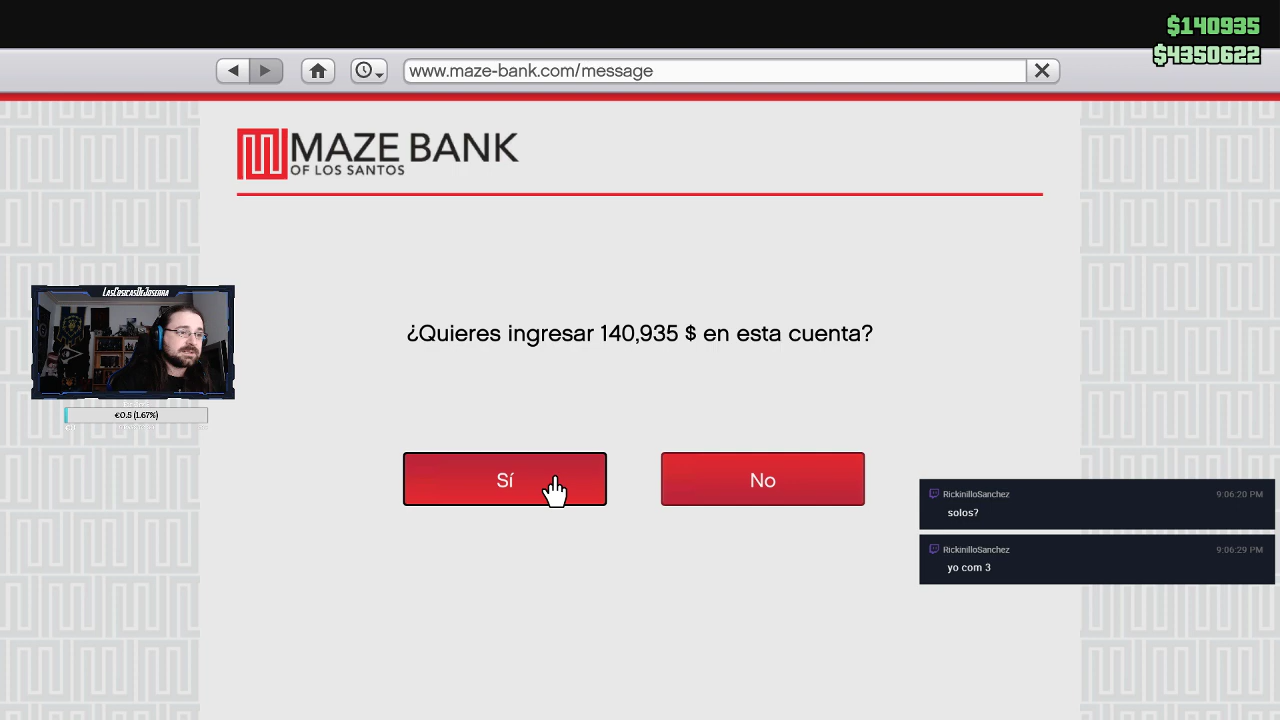 $140935
$4350622
www.maze-bank.com/message
MAZE BANK
OF LOS SANTOS
LASCOSICASDEJOSEDRA
¿Quieres ingresar 140,935 $ en esta cuenta?
€0.5 (1.67%)
Sí
No
RickinilloSanchez 9:06:20 PM
solos?
RickinilloSanchez 9:06:29 PM
yo com 3